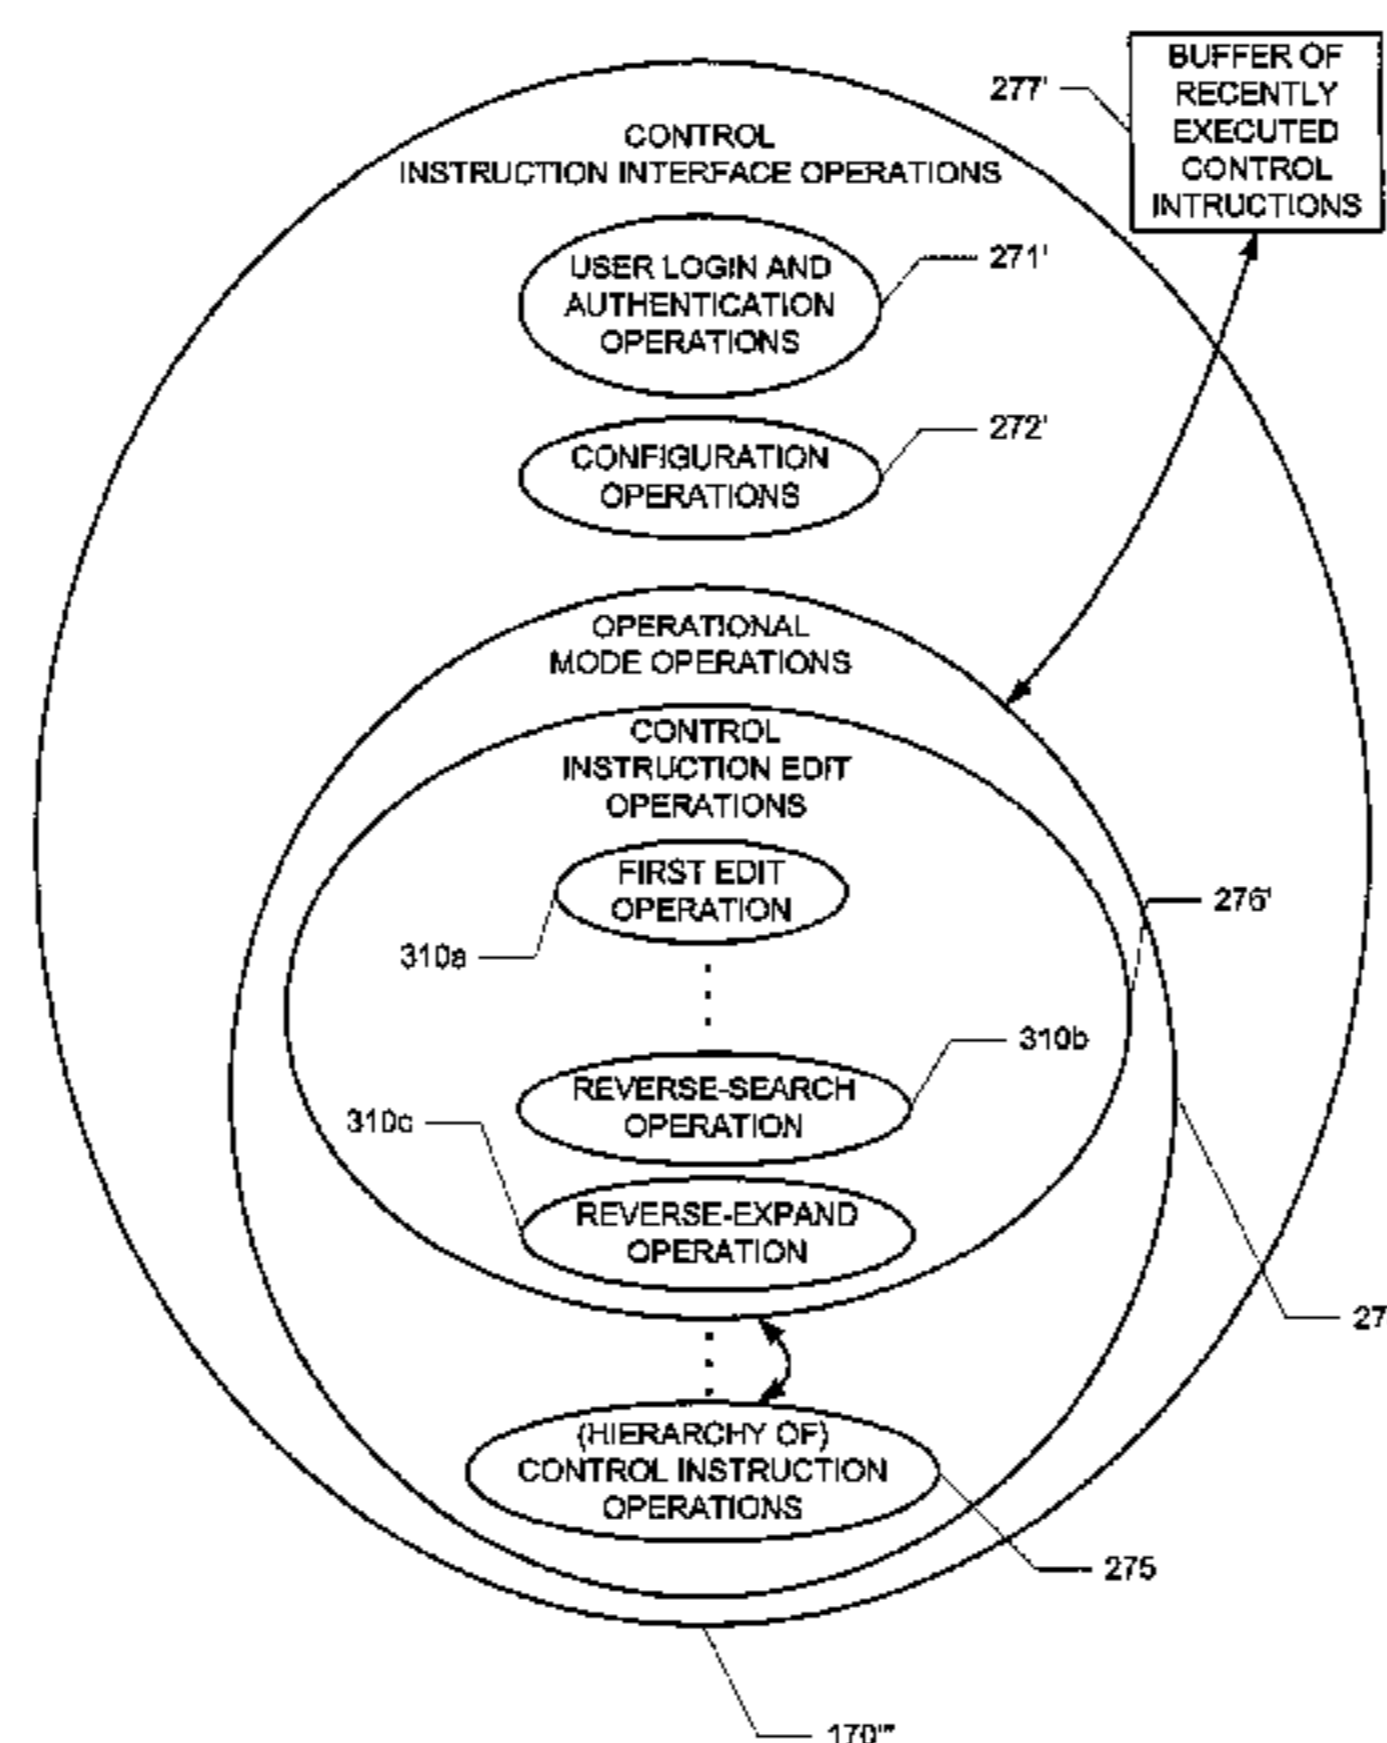 BUFFER OF
RECENTLY
EXECUTED
CONTROL
INTRUCTIONS
277'
CONTROL
INSTRUCTION INTERFACE OPERATIONS
USER LOGIN AND
AUTHENTICATION
OPERATIONS
271'
CONFIGURATION
OPERATIONS
272'
OPERATIONAL
MODE OPERATIONS
CONTROL
INSTRUCTION EDIT
OPERATIONS
FIRST EDIT
OPERATION
276'
310a
REVERSE-SEARCH
OPERATION
310b
310c
REVERSE-EXPAND
OPERATION
27
(HIERARCHY OF)
CONTROL INSTRUCTION
OPERATIONS
275
170'''